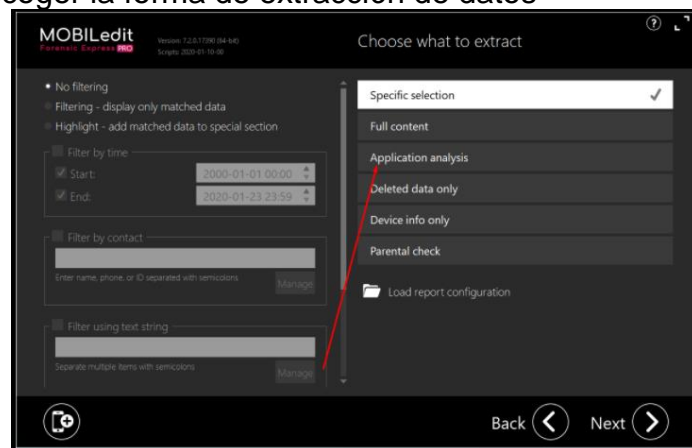 coger la forma de extracción de datos
MOBILedit
Forensic Express PRO
Version: 7.2.0.17390 (64-bit)
Scripts: 2020-01-10-00
Choose what to extract
?
No filtering
Filtering - display only matched data
Highlight - add matched data to special section
Filter by time
Start:
2000-01-01 00:00
End:
2020-01-23 23:59
Filter by contact
Enter name, phone, or ID separated with semicolons
Manage
Filter using text string
Separate multiple items with semicolons
Manage
Specific selection
Full content
Application analysis
Deleted data only
Device info only
Parental check
Load report configuration
Back
Next